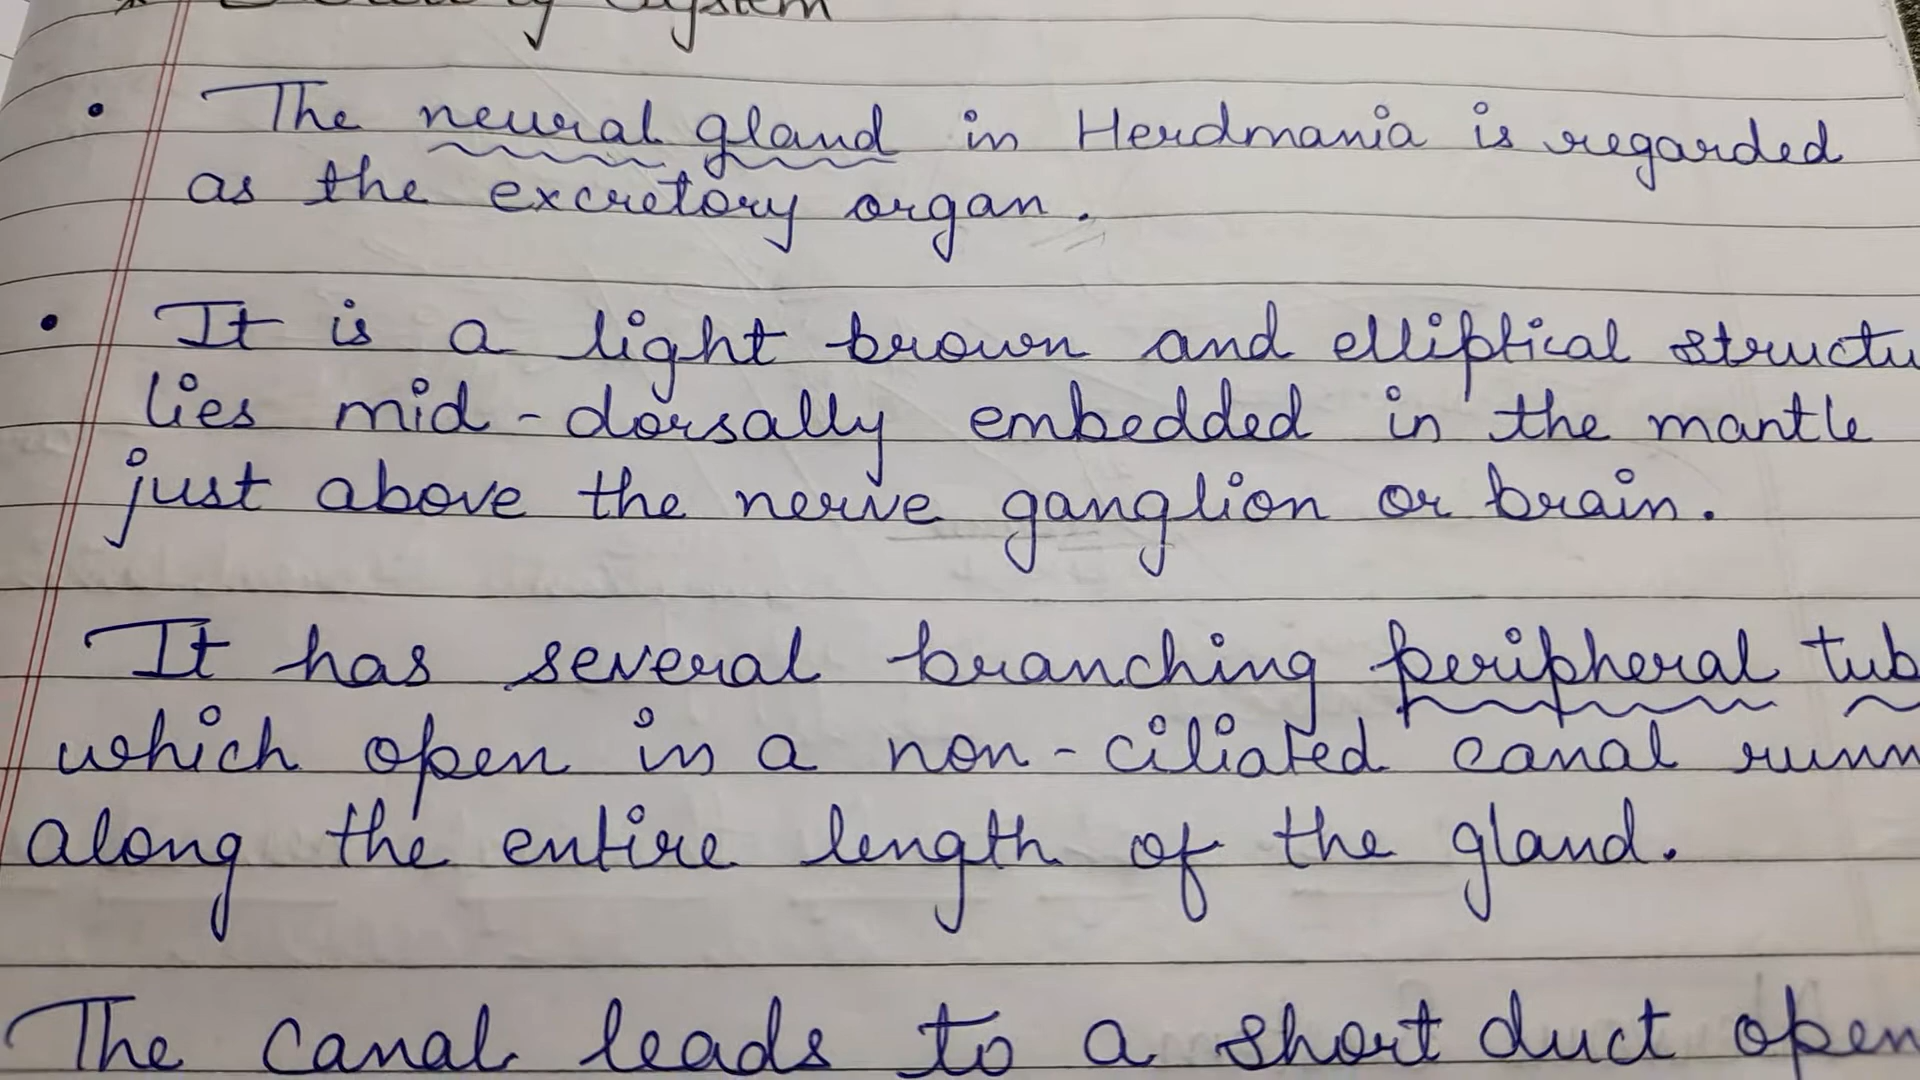 System
• The neural gland in Herdmania is regarded
as the excretory organ.
• It is a light brown and elliptical structu
lies mid-dorsally embedded in the mantle
just above the nerve ganglion or brain.
It has several branching peripheral tub
which open in a non-ciliated canal runn
along the entire length of the gland.
The canal leads to a short duct open